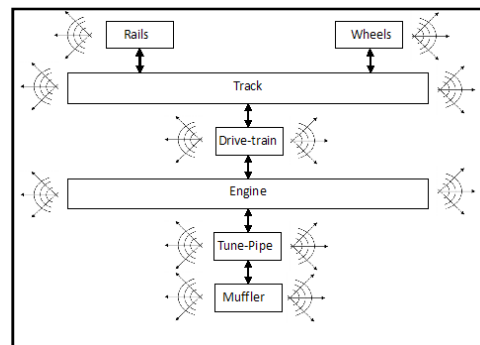 Rails
Wheels
Track
Drive-train
Engine
Tune-Pipe
Muffler